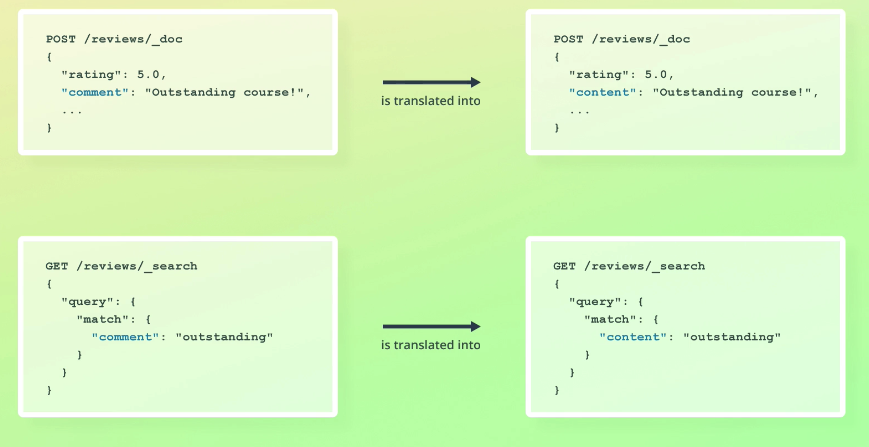 POST /reviews/_doc
{
  "rating": 5.0,
  "comment": "Outstanding course!",
  ...
}
is translated into
POST /reviews/_doc
{
  "rating": 5.0,
  "content": "Outstanding course!",
  ...
}
GET /reviews/_search
{
  "query": {
    "match": {
      "comment": "outstanding"
    }
  }
}
is translated into
GET /reviews/_search
{
  "query": {
    "match": {
      "content": "outstanding"
    }
  }
}